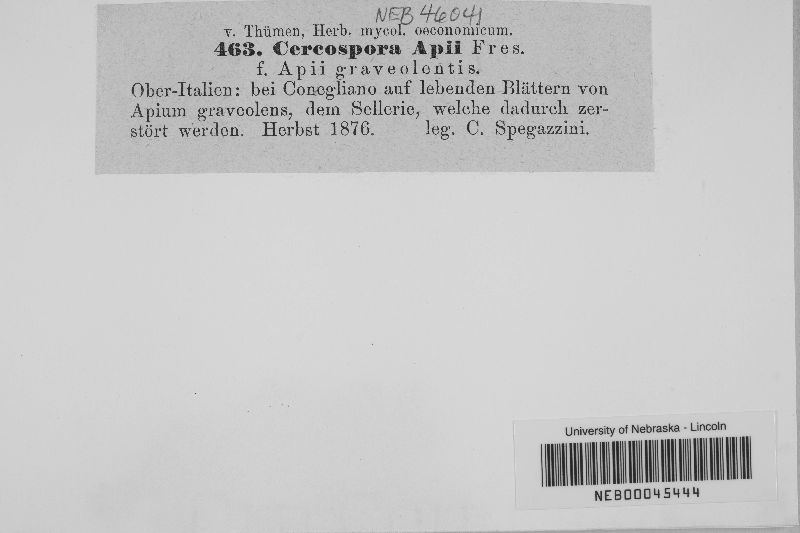 NEB 46041
v. Thümen, Herb. mycol. oeconomicum.
463. Cercospora Apii Fres.
f. Apii graveolentis.
Ober-Italien: bei Conegliano auf lebenden Blättern von
Apium graveolens, dem Sellerie, welche dadurch zer-
stört werden. Herbst 1876. leg. C. Spegazzini.
University of Nebraska - Lincoln
NEB00045444